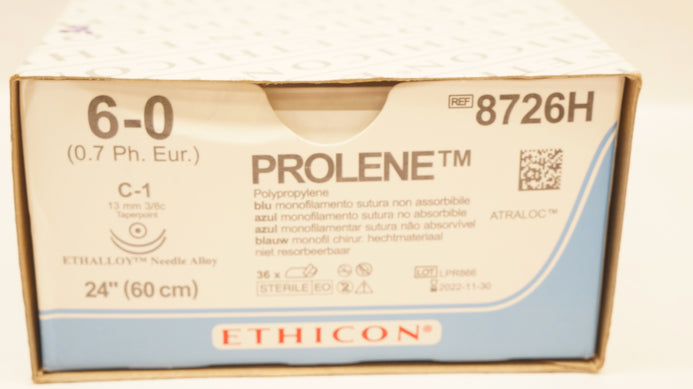 6-0
(0.7 Ph. Eur.)
C-1
13 mm 3/8c
Taperpoint
ETHALLOY™ Needle Alloy
24" (60 cm)
REF 8726H
PROLENE™
Polypropylene
blu monofilamento sutura non assorbibile
azul monofilamento sutura no absorbible
azul monofilamentar sutura não absorvível
blauw monofil chirur. hechtmateriaal
niet resorbeerbaar
ATRALOC™
36 x
STERILE EO
LOT LPR866
2022-11-30
ETHICON®